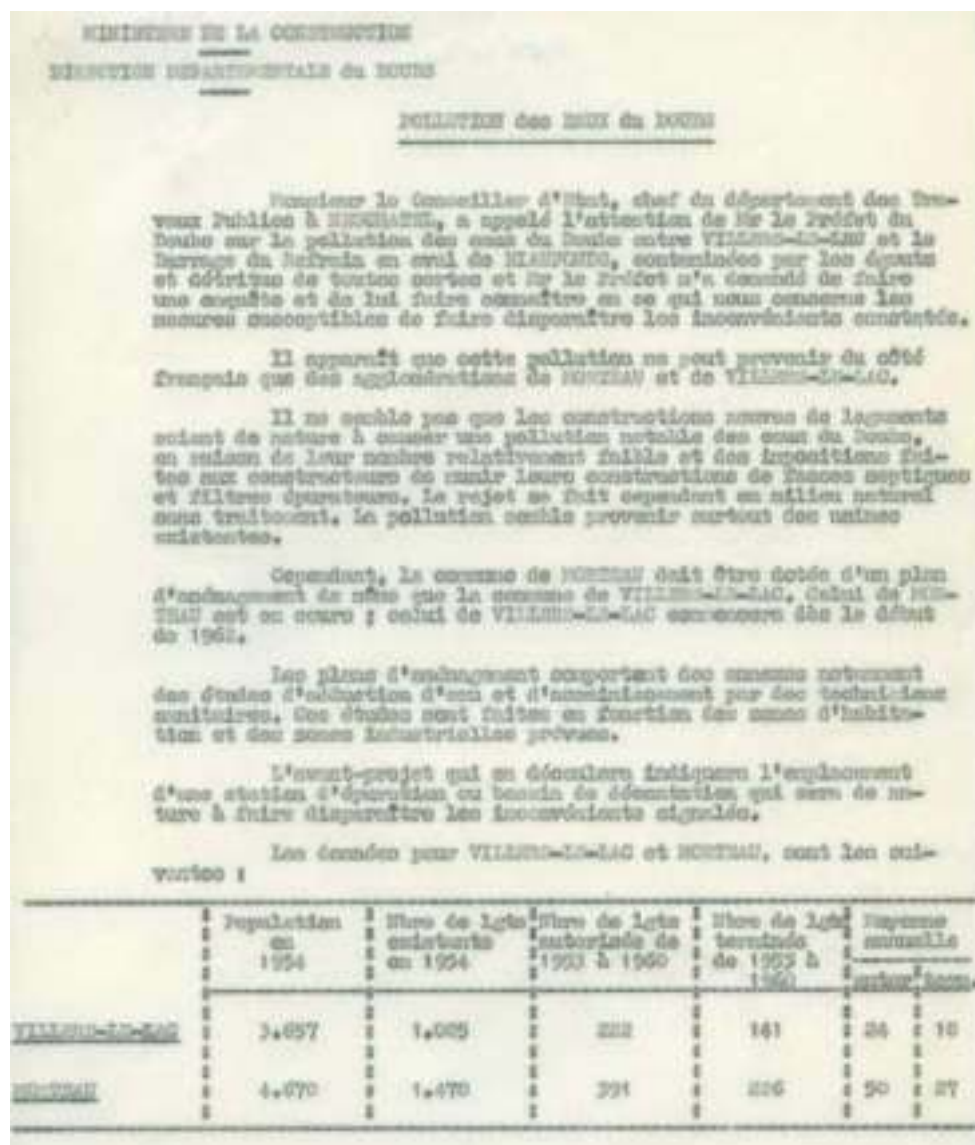 MINISTERE DE LA CONSTRUCTION
DIRECTION DEPARTEMENTALE du DOUBS
POLLUTION des EAUX du DOUBS
Monsieur le Conseiller d'Etat, chef du département des Tra-
vaux Publics à NEUCHATEL, a appelé l'attention de Mr le Préfet du
Doubs sur la pollution des eaux du Doubs entre VILLERS-LE-LAC et le
Barrage du Refrain en aval de BIAUFONDS, contaminées par les égouts
et détritus de toutes sortes et Mr le Préfet m'a demandé de faire
une enquête et de lui faire connaître en ce qui nous concerne les
mesures susceptibles de faire disparaître les inconvénients constatés.
Il apparaît que cette pollution ne peut provenir du côté
français que des agglomérations de MORTEAU et de VILLERS-LE-LAC.
Il ne semble pas que les constructions neuves de logements
soient de nature à causer une pollution notable des eaux du Doubs,
en raison de leur nombre relativement faible et des impositions fai-
tes aux constructeurs de munir leurs constructions de fosses septiques
et filtres épurateurs. Le rejet se fait cependant en milieu naturel
sans traitement. La pollution semble provenir surtout des usines
existantes.
Cependant, la commune de MORTEAU doit être dotée d'un plan
d'aménagement de même que la commune de VILLERS-LE-LAC. Celui de MOR-
TEAU est en cours ; celui de VILLERS-LE-LAC commencera dès le début
de 1962.
Les plans d'aménagement comportent des annexes notamment
des études d'adduction d'eau et d'assainissement par des techniciens
sanitaires. Ces études sont faites en fonction des zones d'habita-
tion et des zones industrielles prévues.
L'avant-projet qui en découlera indiquera l'emplacement
d'une station d'épuration ou bassin de décantation qui sera de na-
ture à faire disparaître les inconvénients signalés.
Les données pour VILLERS-LE-LAC et MORTEAU, sont les sui-
vantes :
Population en 1954 Nbre de lgts existants en 1954 Nbre de lgts autorisés de 1953 à 1960 Nbre de lgts terminés de 1953 à 1960 Moyenne annuelle
VILLERS-LE-LAC 3.657 222 141 24 18
MORTEAU 4.670 1.470 391 226 50 27